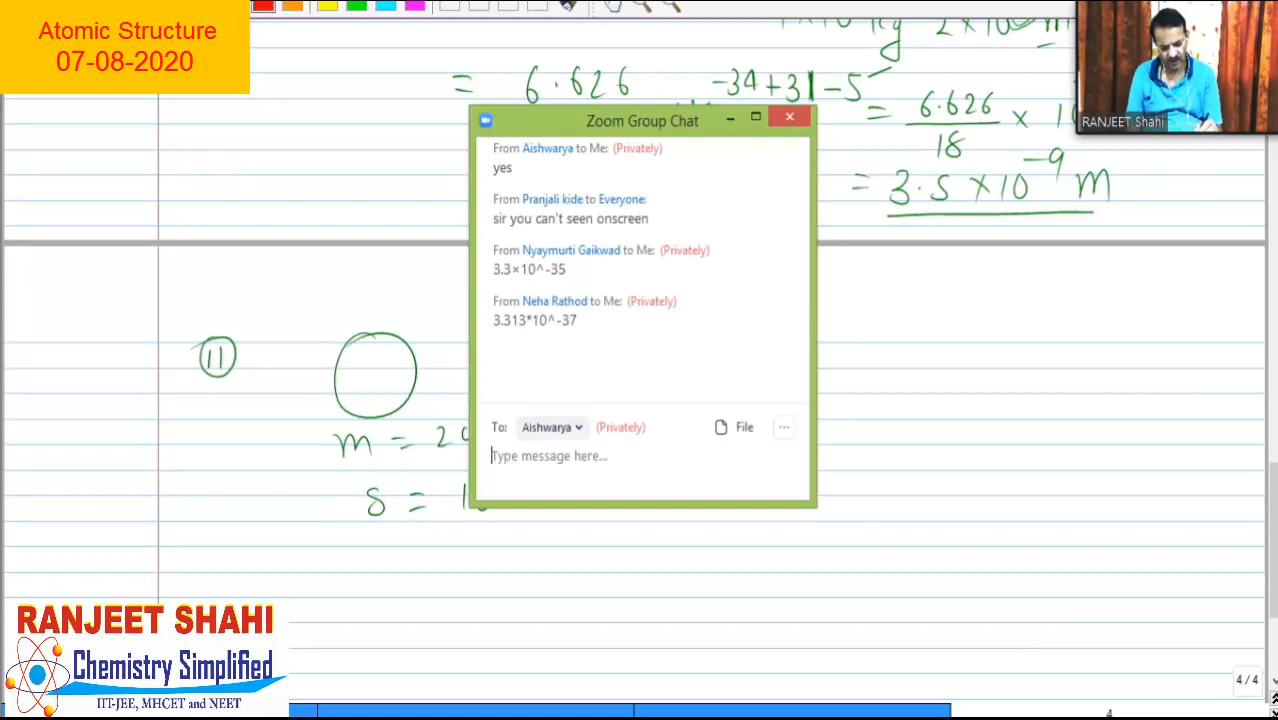 Atomic Structure
07-08-2020
= 6.626 -34+31-5
= 6.626 ×
18
= 3.5 × 10 -9 m
RANJEET Shahi
Zoom Group Chat
From Aishwarya to Me: (Privately)
yes
From Pranjali kide to Everyone:
sir you can't seen onscreen
From Nyaymurti Gaikwad to Me: (Privately)
3.3×10^-35
From Neha Rathod to Me: (Privately)
3.313*10^-37
To: Aishwarya (Privately) File ...
Type message here...
11
m = 2
s = 1
RANJEET SHAHI
Chemistry Simplified
IIT-JEE, MHCET and NEET
4/4
4